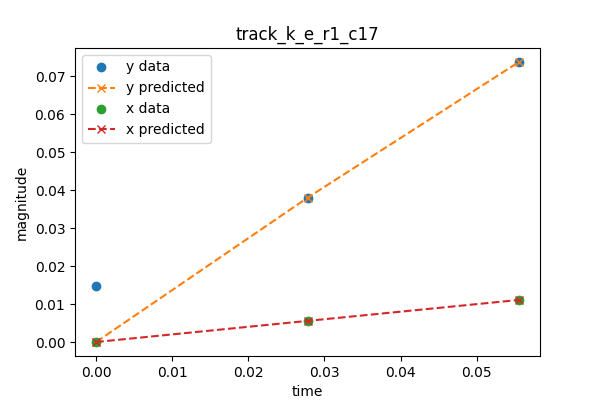 track_k_e_r1_c17
y data
y predicted
x data
x predicted
magnitude
0.07
0.06
0.05
0.04
0.03
0.02
0.01
0.00
0.00 0.01 0.02 0.03 0.04 0.05
time